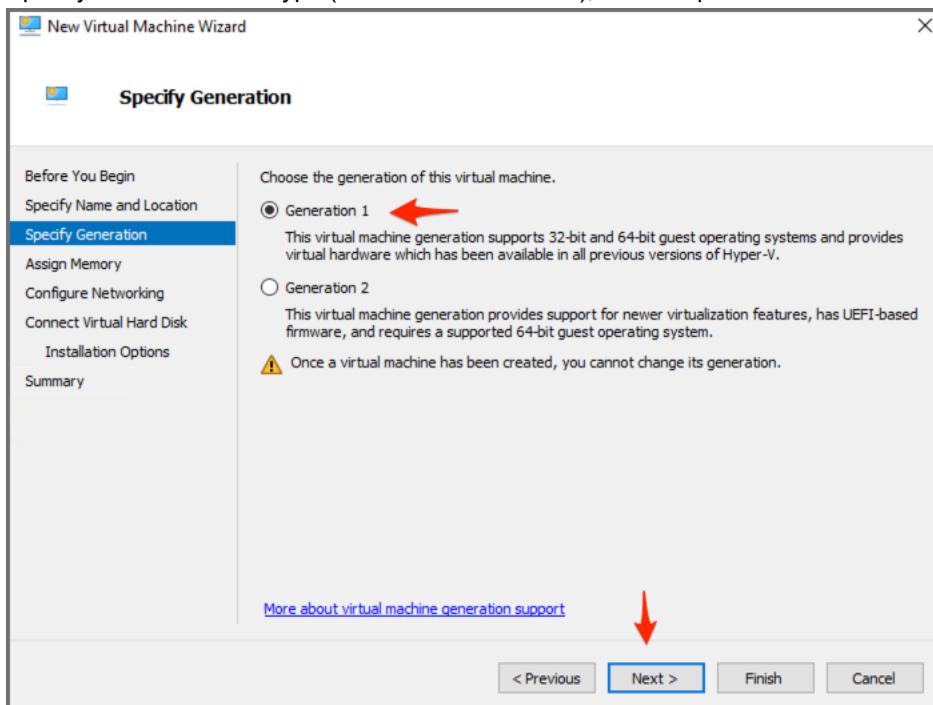 New Virtual Machine Wizard
Specify Generation
Before You Begin
Specify Name and Location
Specify Generation
Assign Memory
Configure Networking
Connect Virtual Hard Disk
Installation Options
Summary
Choose the generation of this virtual machine.
Generation 1
This virtual machine generation supports 32-bit and 64-bit guest operating systems and provides
virtual hardware which has been available in all previous versions of Hyper-V.
Generation 2
This virtual machine generation provides support for newer virtualization features, has UEFI-based
firmware, and requires a supported 64-bit guest operating system.
Once a virtual machine has been created, you cannot change its generation.
More about virtual machine generation support
< Previous
Next >
Finish
Cancel